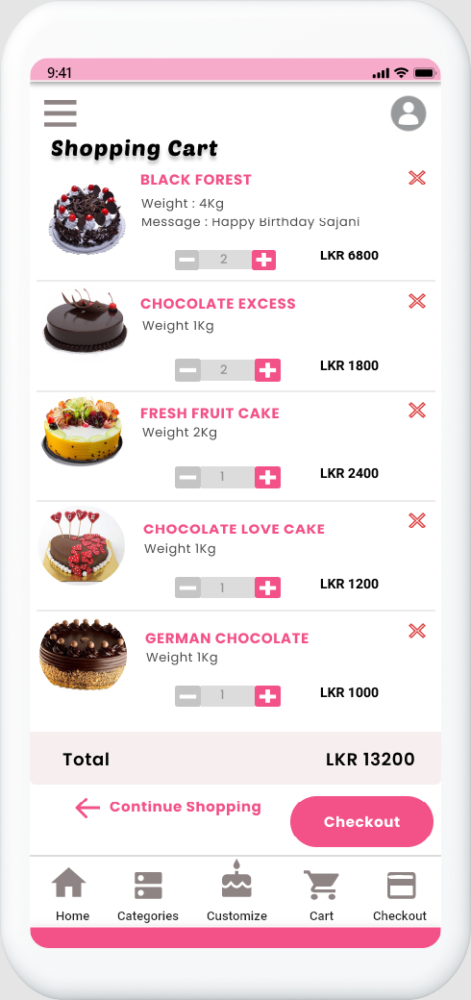 9:41
Shopping Cart
BLACK FOREST
Weight : 4Kg
Message : Happy Birthday Sajani
2
LKR 6800
CHOCOLATE EXCESS
Weight 1Kg
2
LKR 1800
FRESH FRUIT CAKE
Weight 2Kg
1
LKR 2400
LOVE
CHOCOLATE LOVE CAKE
Weight 1Kg
1
LKR 1200
GERMAN CHOCOLATE
Weight 1Kg
1
LKR 1000
Total LKR 13200
Continue Shopping
Checkout
Home Categories Customize Cart Checkout